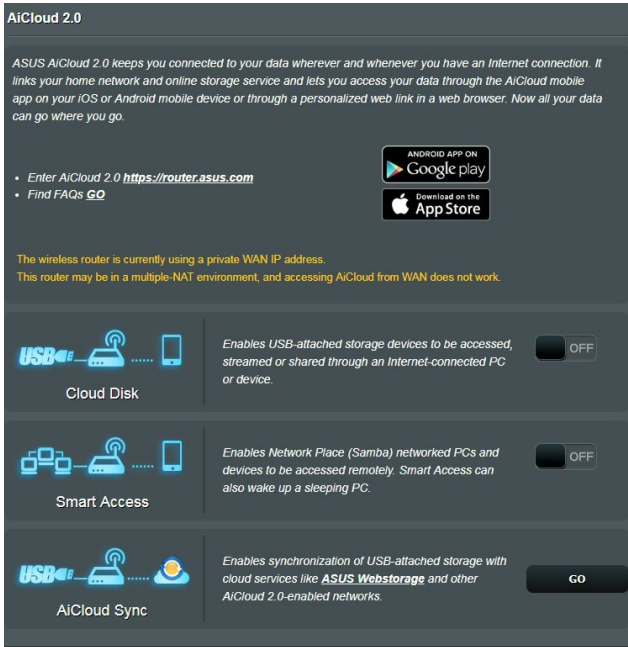 AiCloud 2.0
ASUS AiCloud 2.0 keeps you connected to your data wherever and whenever you have an Internet connection. It
links your home network and online storage service and lets you access your data through the AiCloud mobile
app on your iOS or Android mobile device or through a personalized web link in a web browser. Now all your data
can go where you go.
ANDROID APP ON
Google play
• Enter AiCloud 2.0 https://router.asus.com
• Find FAQs GO
Download on the
App Store
The wireless router is currently using a private WAN IP address.
This router may be in a multiple-NAT environment, and accessing AiCloud from WAN does not work.
USB
Cloud Disk
Enables USB-attached storage devices to be accessed,
streamed or shared through an Internet-connected PC
or device.
OFF
Smart Access
Enables Network Place (Samba) networked PCs and
devices to be accessed remotely. Smart Access can
also wake up a sleeping PC.
OFF
USB
AiCloud Sync
Enables synchronization of USB-attached storage with
cloud services like ASUS Webstorage and other
AiCloud 2.0-enabled networks.
GO